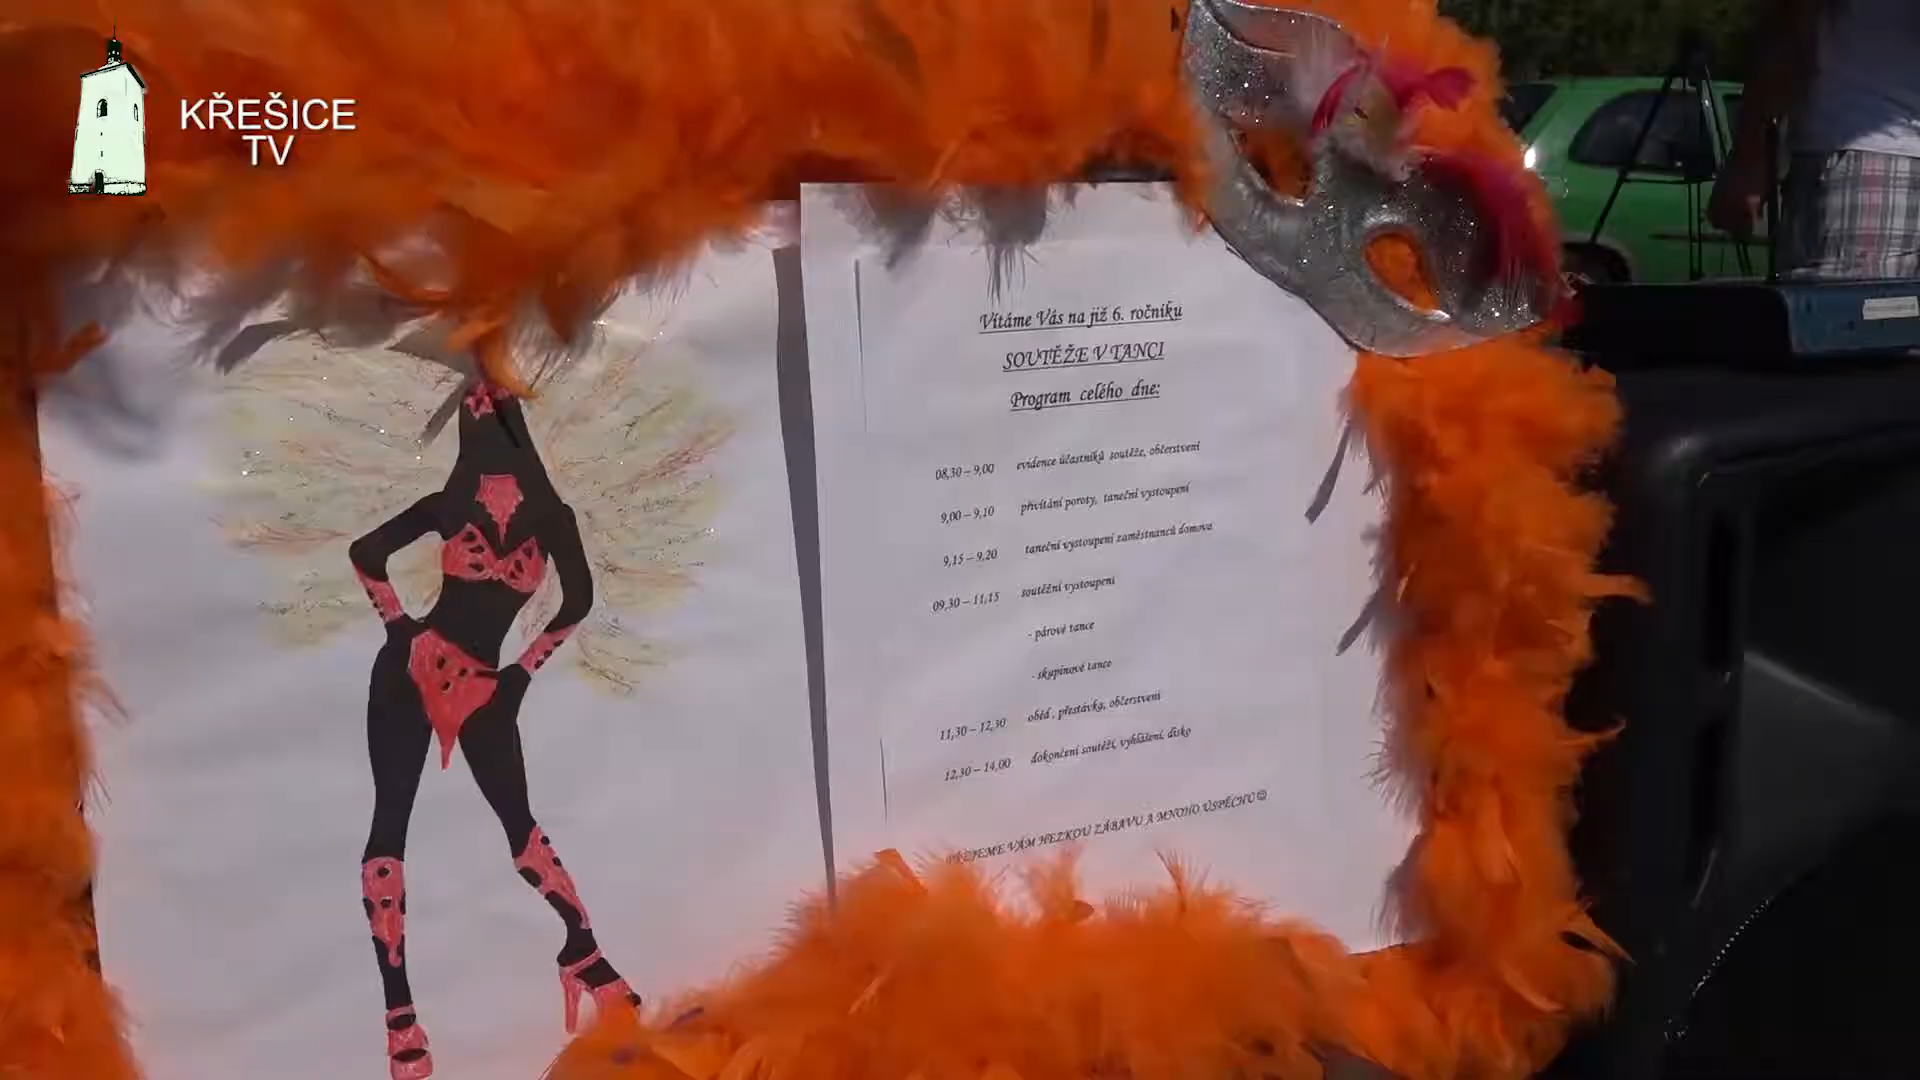 KŘEŠICE
TV
Vítáme Vás na již 6. ročníku
SOUTĚŽE V TANCI
Program celého dne:
08,30 – 9,00 evidence účastníků soutěže, občerstvení
9,00 – 9,10 přivítání poroty, taneční vystoupení
9,15 – 9,20 taneční vystoupení zaměstnanců domova
09,30 – 11,15 soutěžní vystoupení
- párové tance
- skupinové tance
11,30 – 12,30 oběd , přestávka, občerstvení
12,30 – 14,00 dokončení soutěží, vyhlášení, disko
PŘEJEME VÁM HEZKOU ZÁBAVU A MNOHO ÚSPĚCHŮ☺